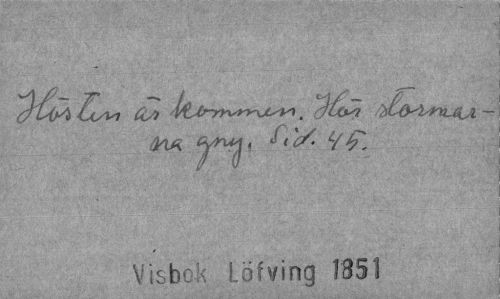 Hösten är kommen. Hör stormar-
na gny. Sid. 45.
Visbok Löfving 1851